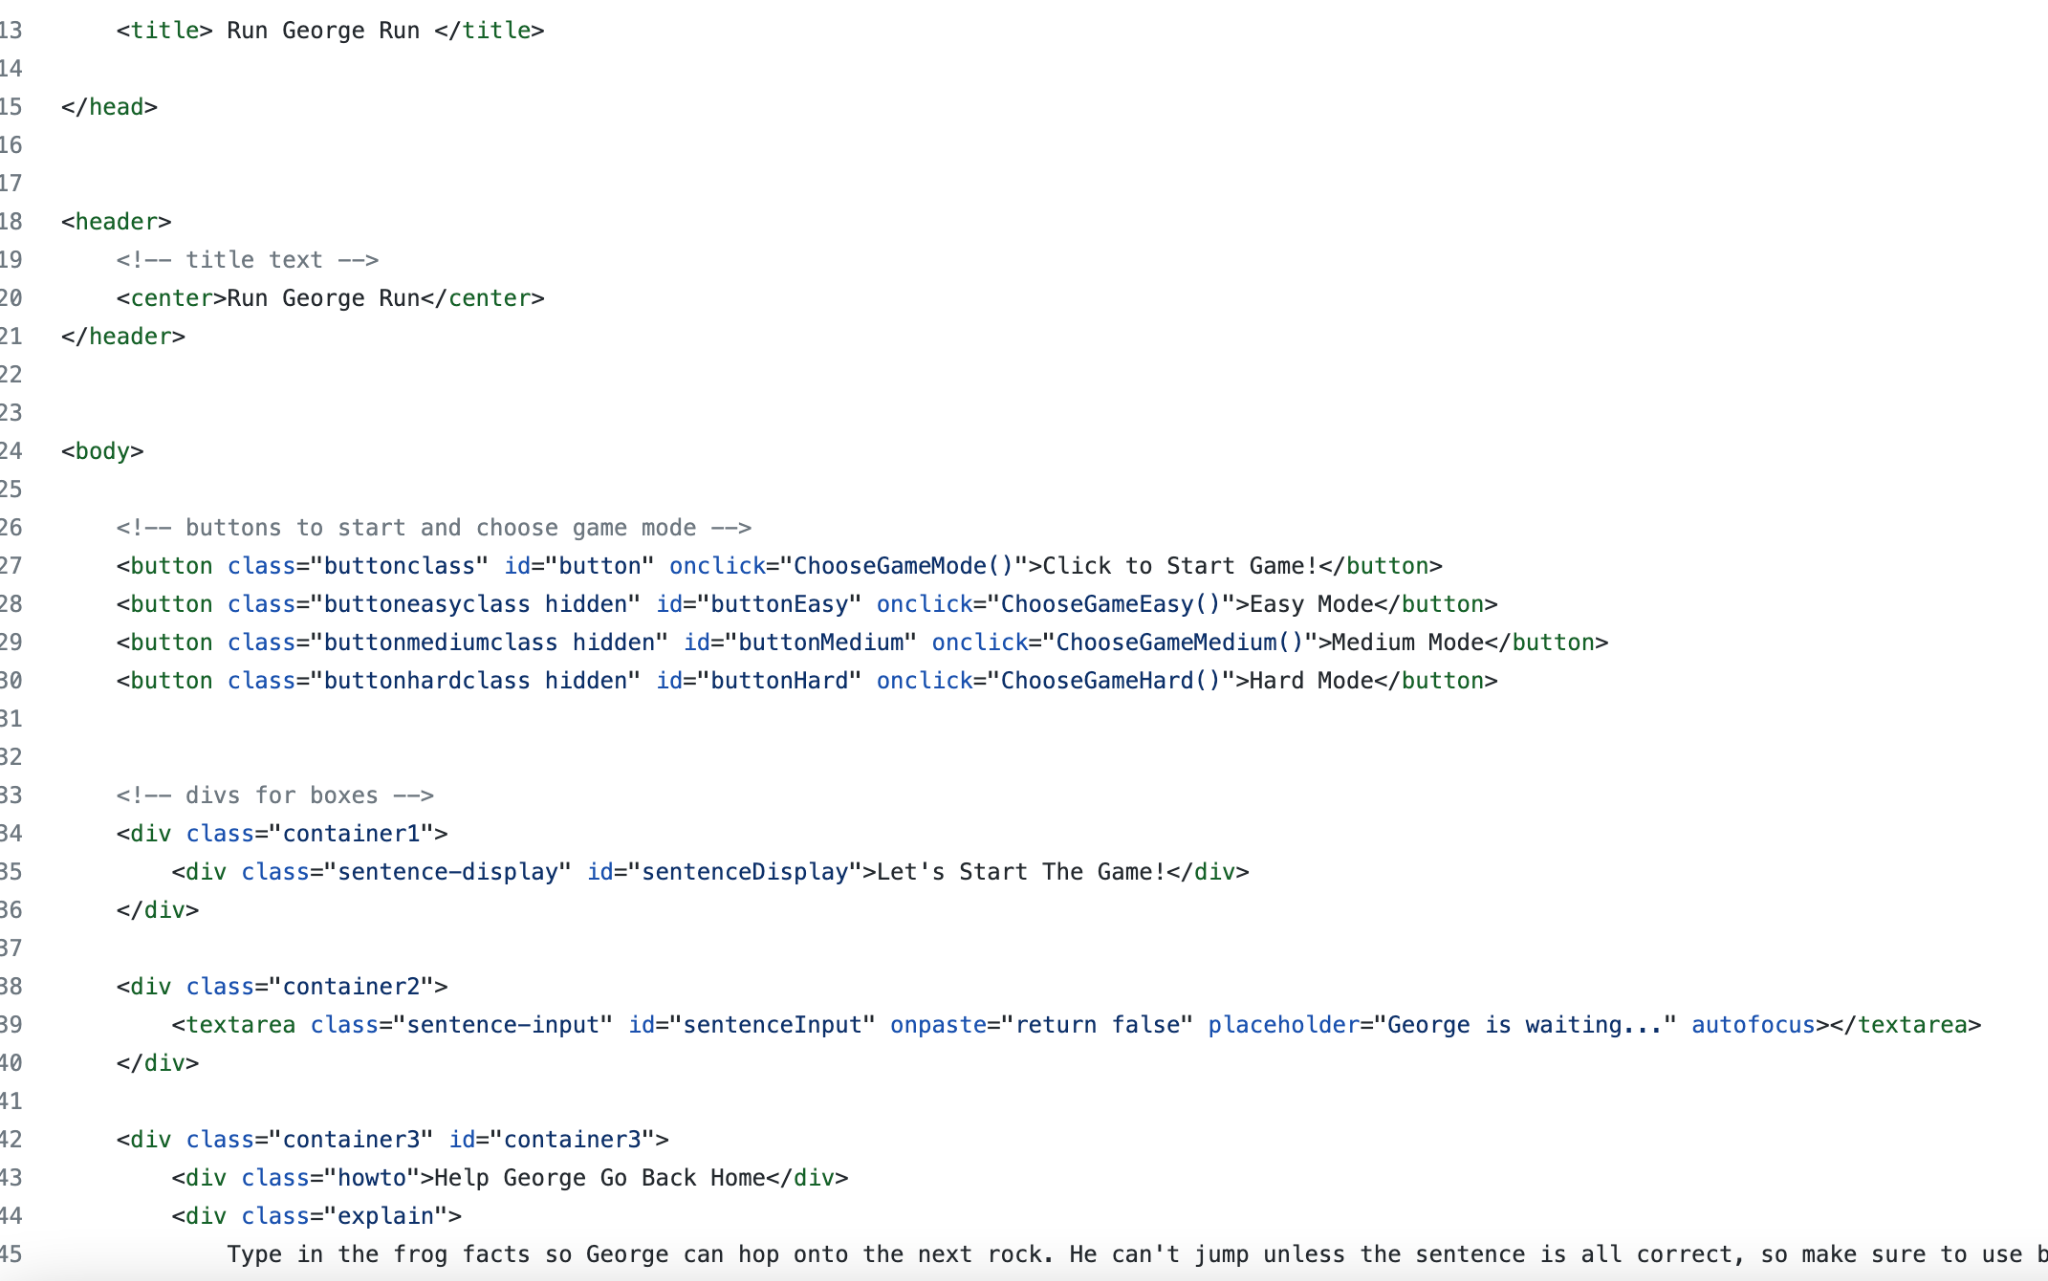 13 <title> Run George Run </title>
14
15 </head>
16
17
18 <header>
19 <!-- title text -->
20 <center>Run George Run</center>
21 </header>
22
23
24 <body>
25
26 <!-- buttons to start and choose game mode -->
27 <button class="buttonclass" id="button" onclick="ChooseGameMode()">Click to Start Game!</button>
28 <button class="buttoneasyclass hidden" id="buttonEasy" onclick="ChooseGameEasy()">Easy Mode</button>
29 <button class="buttonmediumclass hidden" id="buttonMedium" onclick="ChooseGameMedium()">Medium Mode</button>
30 <button class="buttonhardclass hidden" id="buttonHard" onclick="ChooseGameHard()">Hard Mode</button>
31
32
33 <!-- divs for boxes -->
34 <div class="container1">
35 <div class="sentence-display" id="sentenceDisplay">Let's Start The Game!</div>
36 </div>
37
38 <div class="container2">
39 <textarea class="sentence-input" id="sentenceInput" onpaste="return false" placeholder="George is waiting..." autofocus></textarea>
40 </div>
41
42 <div class="container3" id="container3">
43 <div class="howto">Help George Go Back Home</div>
44 <div class="explain">
45 Type in the frog facts so George can hop onto the next rock. He can't jump unless the sentence is all correct, so make sure to use